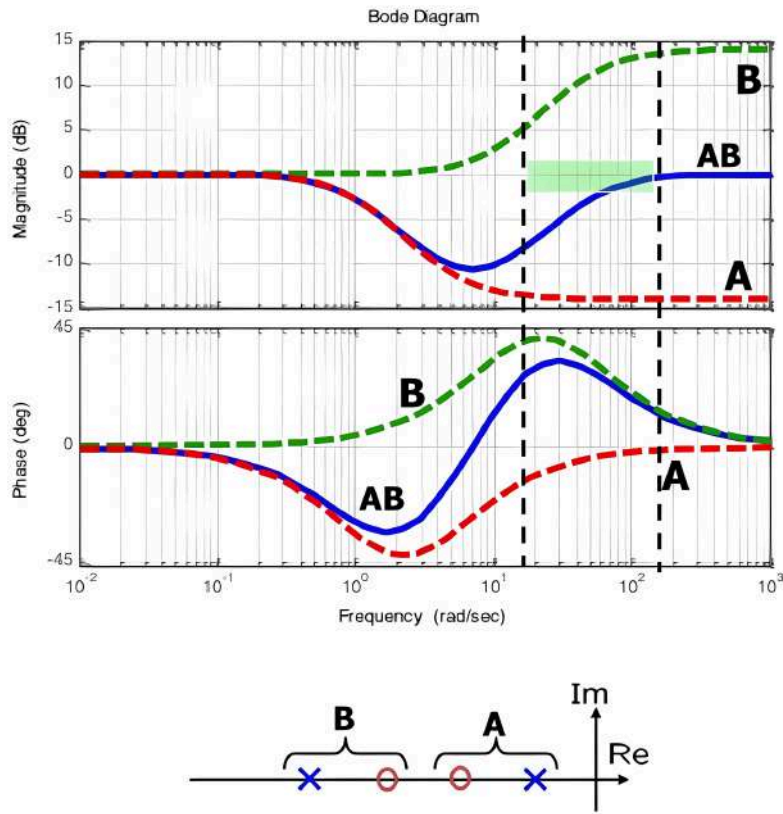 Bode Diagram
15
10
5
0
-5
-10
-15
Magnitude (dB)
B
AB
A
45
0
-45
Phase (deg)
B
AB
A
10^-2
10^-1
10^0
10^1
10^2
10^3
Frequency (rad/sec)
Im
B
A
Re